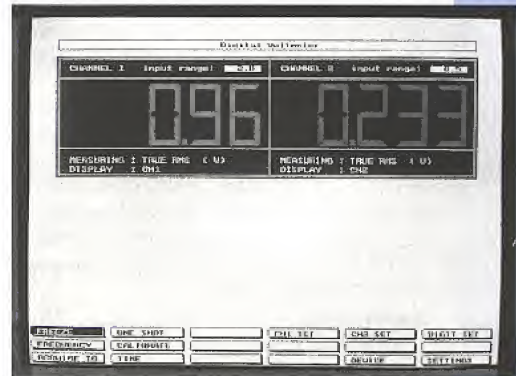 Digital Voltmeter
CHANNEL 1 Input range:
CHANNEL 2 Input range:
0.96
0.233
MEASURING : TRUE RMS ( V)
DISPLAY : CH1
MEASURING : TRUE RMS ( V)
DISPLAY : CH2
ONE SHOT
CH1 SET
CH2 SET
DIGIT SET
FREQUENCY
CALIBRATE
TIME
DEVICE
SETTINGS